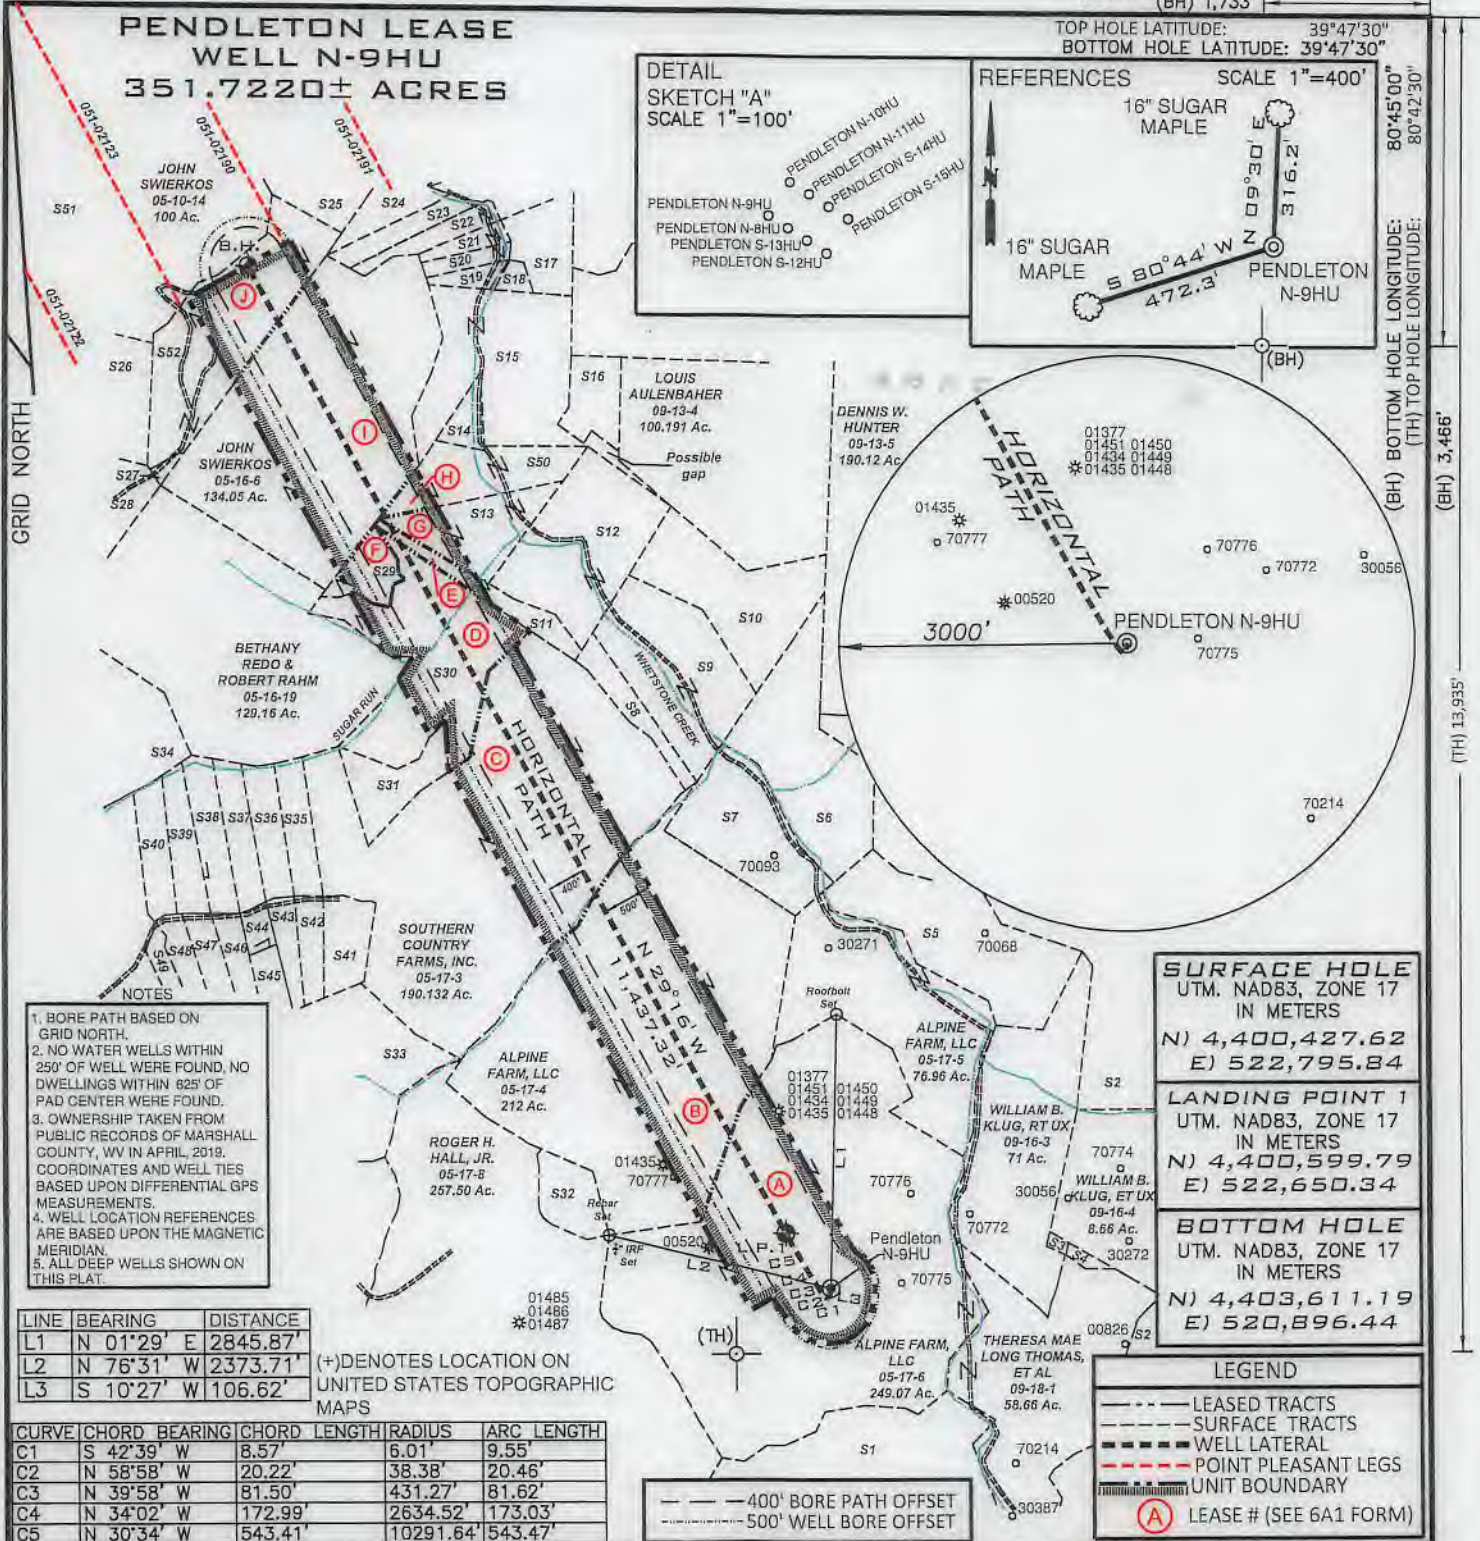 (BH) 1,733'
PENDLETON LEASE
WELL N-9HU
351.7220± ACRES
TOP HOLE LATITUDE: 39°47'30"
BOTTOM HOLE LATITUDE: 39°47'30"
DETAIL
SKETCH "A"
SCALE 1"=100'
PENDLETON N-10HU
PENDLETON N-11HU
PENDLETON S-14HU
PENDLETON S-15HU
PENDLETON N-9HU
PENDLETON N-8HU
PENDLETON S-13HU
PENDLETON S-12HU
REFERENCES
SCALE 1"=400'
16" SUGAR
MAPLE
N 09°30' E
316.2'
N
16" SUGAR
MAPLE
S 80°44' W
472.3'
PENDLETON
N-9HU
(BH)
80°45'00"
80°42'30"
(BH) BOTTOM HOLE LONGITUDE:
(TH) TOP HOLE LONGITUDE:
(BH) 3,466'
(TH) 13,935'
GRID NORTH
051-02123
051-02190
051-02191
051-02122
JOHN
SWIERKOS
05-10-14
100 Ac.
S51
S25
S24
S23
S22
S21
S20
S19
S18
S17
B.H.
J
S52
S26
S15
S16
LOUIS
AULENBAHER
09-13-4
100.191 Ac.
Possible
gap
DENNIS W.
HUNTER
09-13-5
190.12 Ac.
I
S14
S50
H
JOHN
SWIERKOS
05-16-6
134.05 Ac.
S27
S28
G
S13
S12
F
S29
E
D
S11
S10
S9
S8
S30
BETHANY
REDO &
ROBERT RAHM
05-16-19
129.16 Ac.
SUGAR RUN
WHETSTONE CREEK
S34
S31
C
HORIZONTAL
PATH
S7
S6
70093
S40
S39
S38
S37
S36
S35
400'
500'
S49
S48
S47
S46
S44
S43
S42
S45
S41
SOUTHERN
COUNTRY
FARMS, INC.
05-17-3
190.132 Ac.
N 29°16' W
11,437.32'
30271
S5
70068
HORIZONTAL
PATH
01377
01451 01450
01434 01449
01435 01448
01435
70777
70776
70772
30056
00520
PENDLETON N-9HU
3000'
70775
70214
NOTES
1. BORE PATH BASED ON
GRID NORTH.
2. NO WATER WELLS WITHIN
250' OF WELL WERE FOUND, NO
DWELLINGS WITHIN 625' OF
PAD CENTER WERE FOUND.
3. OWNERSHIP TAKEN FROM
PUBLIC RECORDS OF MARSHALL
COUNTY, WV IN APRIL, 2019.
COORDINATES AND WELL TIES
BASED UPON DIFFERENTIAL GPS
MEASUREMENTS.
4. WELL LOCATION REFERENCES
ARE BASED UPON THE MAGNETIC
MERIDIAN.
5. ALL DEEP WELLS SHOWN ON
THIS PLAT.
S33
ALPINE
FARM, LLC
05-17-4
212 Ac.
ROGER H.
HALL, JR.
05-17-8
257.50 Ac.
S32
Rebar
Set
IRF
Set
Roofbolt
Set
ALPINE
FARM, LLC
05-17-5
76.96 Ac.
01377
01451 01450
01434 01449
01435 01448
B
A
L1
01435
70777
00520
L2
L.P. 1
C5
C1
L3
Pendleton
N-9HU
70776
70772
70775
S2
WILLIAM B.
KLUG, RT UX
09-16-3
71 Ac.
70774
30056
WILLIAM B.
KLUG, ET UX
09-16-4
8.66 Ac.
30272
S3
S4
00826
S2
SURFACE HOLE
UTM. NAD83, ZONE 17
IN METERS
N) 4,400,427.62
E) 522,795.84
LANDING POINT 1
UTM. NAD83, ZONE 17
IN METERS
N) 4,400,599.79
E) 522,650.34
BOTTOM HOLE
UTM. NAD83, ZONE 17
IN METERS
N) 4,403,611.19
E) 520,896.44
01485
01486
01487
(TH)
ALPINE FARM,
LLC
05-17-6
249.07 Ac.
THERESA MAE
LONG THOMAS,
ET AL
09-18-1
58.66 Ac.
S1
70214
30387
LINE BEARING DISTANCE
L1 N 01°29' E 2845.87'
L2 N 76°31' W 2373.71'
L3 S 10°27' W 106.62'
(+)DENOTES LOCATION ON
UNITED STATES TOPOGRAPHIC
MAPS
CURVE CHORD BEARING CHORD LENGTH RADIUS ARC LENGTH
C1 S 42°39' W 8.57' 6.01' 9.55'
C2 N 58°58' W 20.22' 38.38' 20.46'
C3 N 39°58' W 81.50' 431.27' 81.62'
C4 N 34°02' W 172.99' 2634.52' 173.03'
C5 N 30°34' W 543.41' 10291.64' 543.47'
400' BORE PATH OFFSET
500' WELL BORE OFFSET
LEGEND
LEASED TRACTS
SURFACE TRACTS
WELL LATERAL
POINT PLEASANT LEGS
UNIT BOUNDARY
A LEASE # (SEE 6A1 FORM)